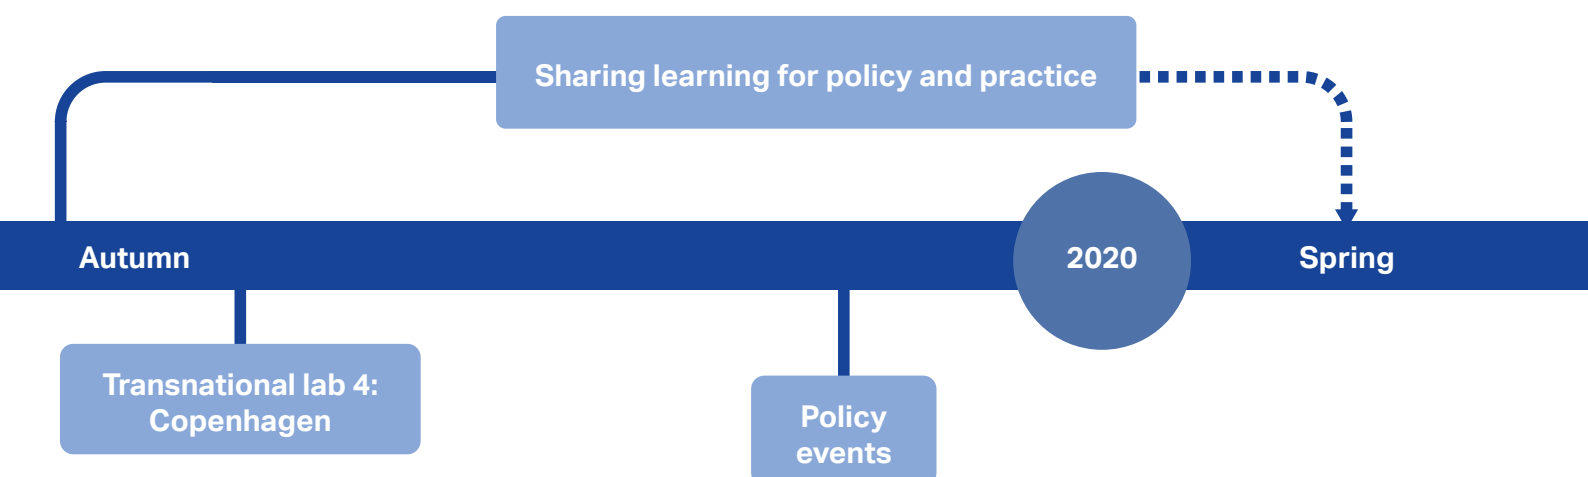 Sharing learning for policy and practice
Autumn
2020
Spring
Transnational lab 4:
Copenhagen
Policy
events